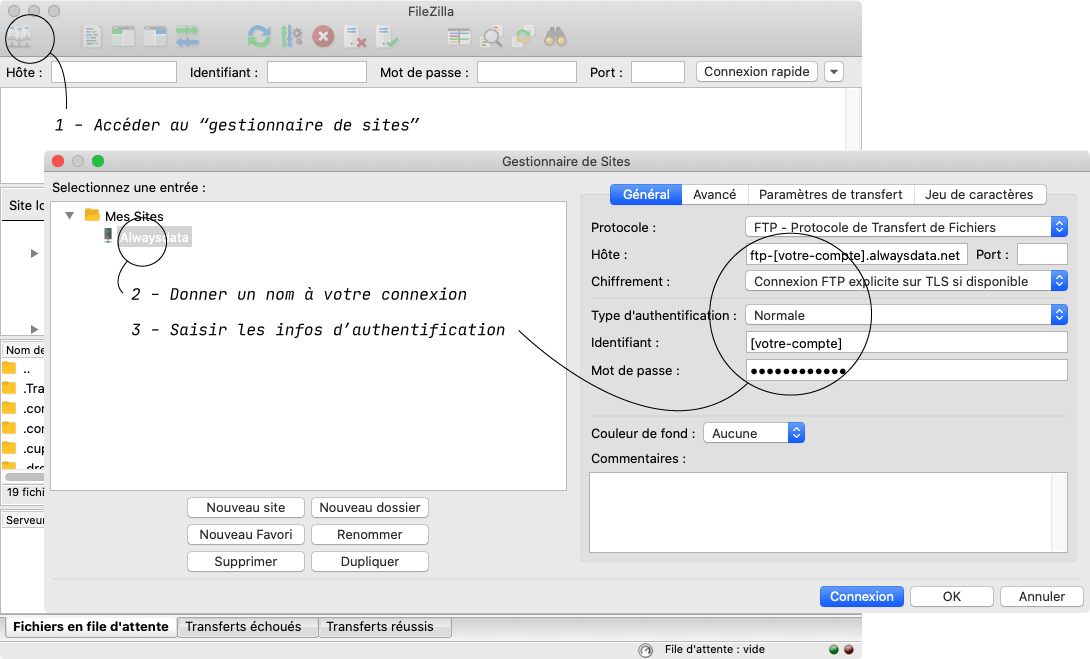 FileZilla
Hôte : Identifiant : Mot de passe : Port : Connexion rapide
1 - Accéder au “gestionnaire de sites”
Gestionnaire de Sites
Selectionnez une entrée :
Général Avancé Paramètres de transfert Jeu de caractères
Site lo
Mes Sites
Alwaysdata
Protocole : FTP - Protocole de Transfert de Fichiers
Hôte : ftp-[votre-compte].alwaysdata.net Port :
Chiffrement : Connexion FTP explicite sur TLS si disponible
2 - Donner un nom à votre connexion
3 - Saisir les infos d’authentification
Type d'authentification : Normale
Identifiant : [votre-compte]
Mot de passe : ●●●●●●●●●●●●
Nom de
..
.Tra
.cor
.cor
.cup
.dro
19 fichi
Serveur
Couleur de fond : Aucune
Commentaires :
Nouveau site Nouveau dossier
Nouveau Favori Renommer
Supprimer Dupliquer
Connexion OK Annuler
Fichiers en file d'attente Transferts échoués Transferts réussis
File d'attente : vide